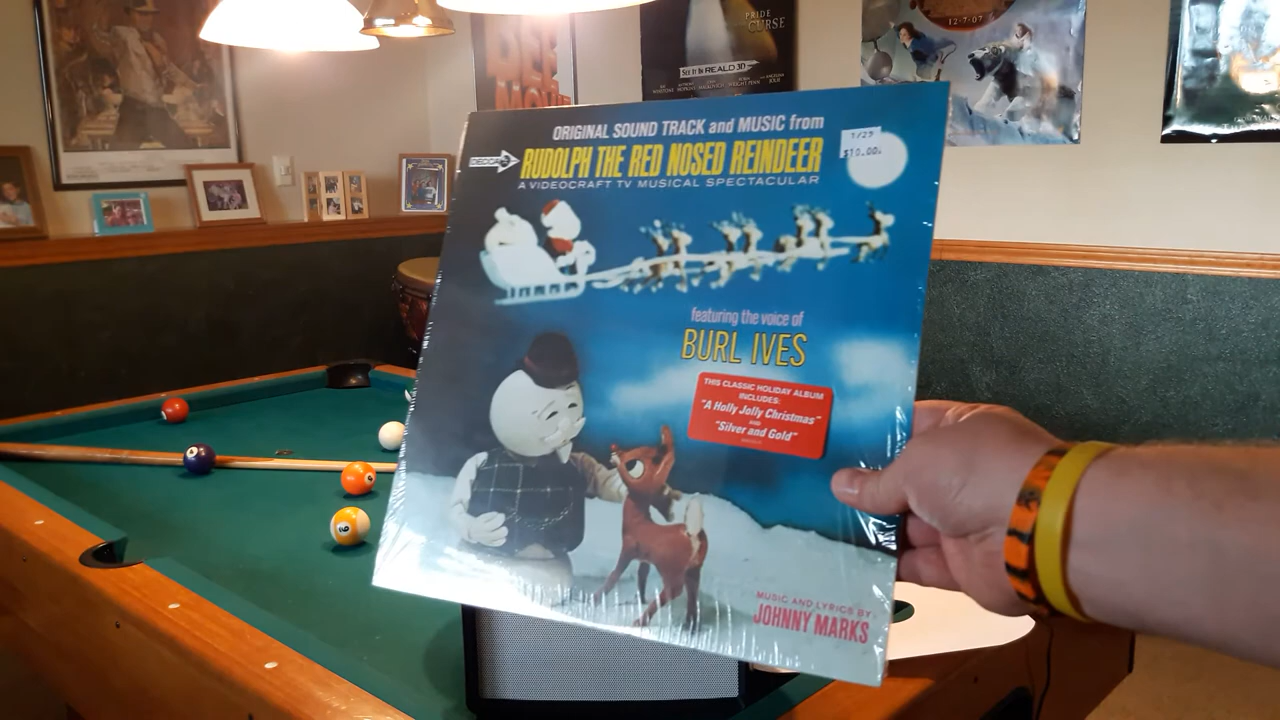 PRIDE
CURSE
SEE IT IN REALD 3D
12-7-07
ORIGINAL SOUND TRACK and MUSIC from
DECCA
RUDOLPH THE RED NOSED REINDEER
A VIDEOCRAFT TV MUSICAL SPECTACULAR
$10.00
featuring the voice of
BURL IVES
THIS CLASSIC HOLIDAY ALBUM
INCLUDES:
"A Holly Jolly Christmas"
AND
"Silver and Gold"
MUSIC AND LYRICS BY:
JOHNNY MARKS